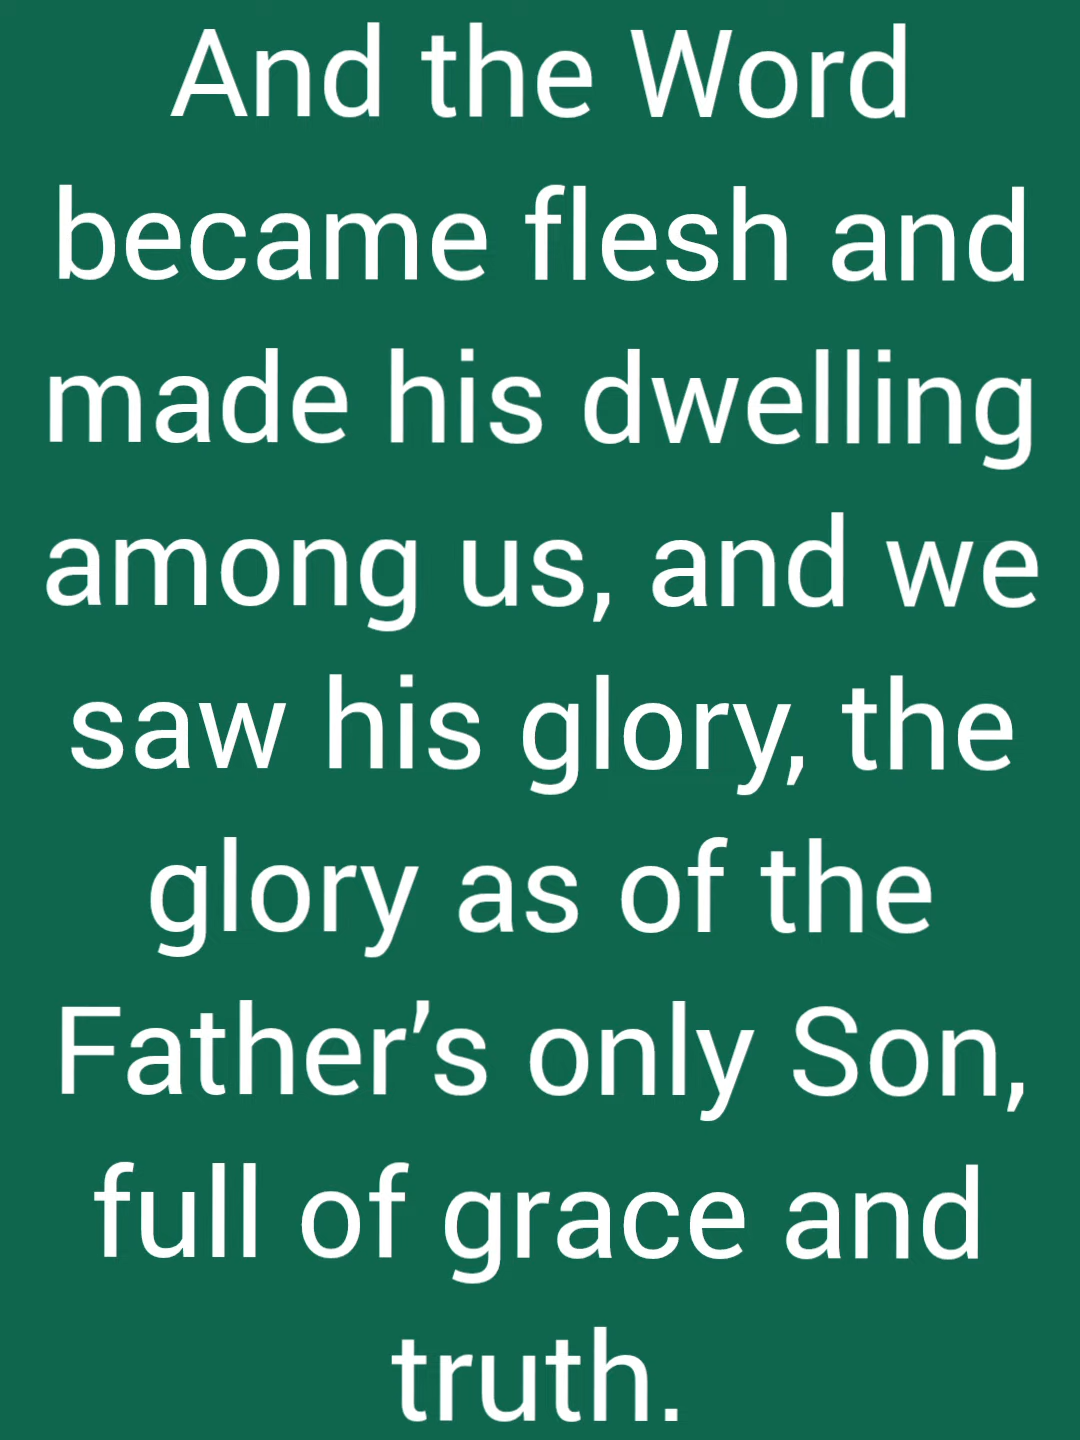 And the Word
became flesh and
made his dwelling
among us, and we
saw his glory, the
glory as of the
Father’s only Son,
full of grace and
truth.